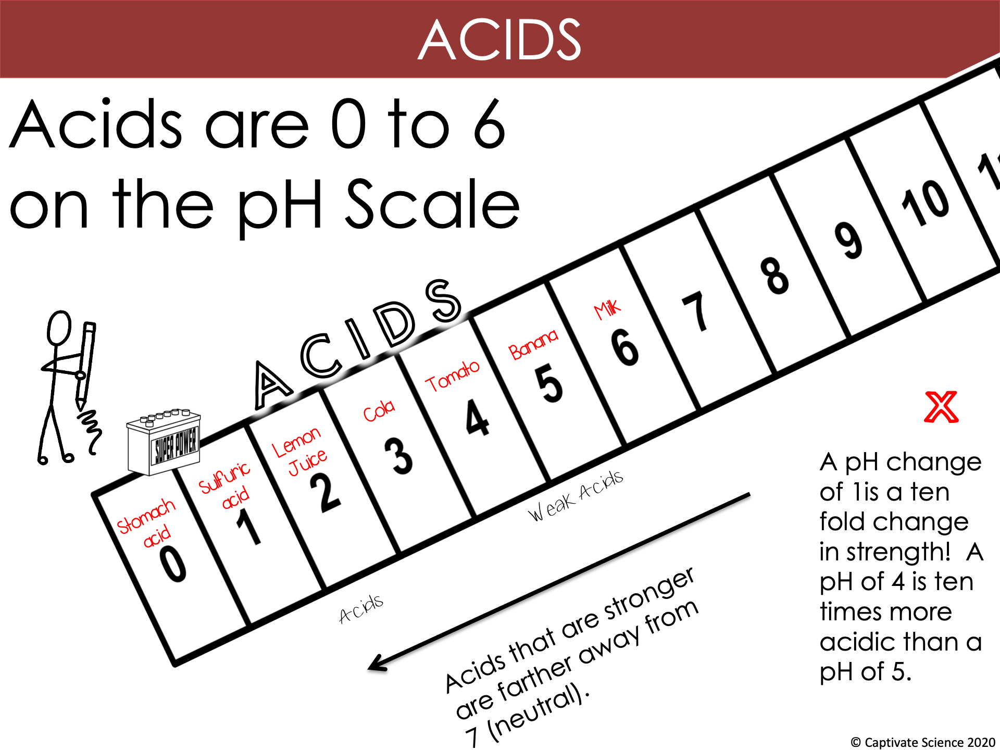 ACIDS
Acids are 0 to 6
on the pH Scale
ACIDS
SUPER POWER
Stomach
acid
0
Sulfuric
acid
1
Lemon
Juice
2
Cola
3
Tomato
4
Banana
5
Milk
6
7
8
9
10
Acids
Weak Acids
Acids that are stronger
are farther away from
7 (neutral).
X
A pH change
of 1is a ten
fold change
in strength! A
pH of 4 is ten
times more
acidic than a
pH of 5.
© Captivate Science 2020